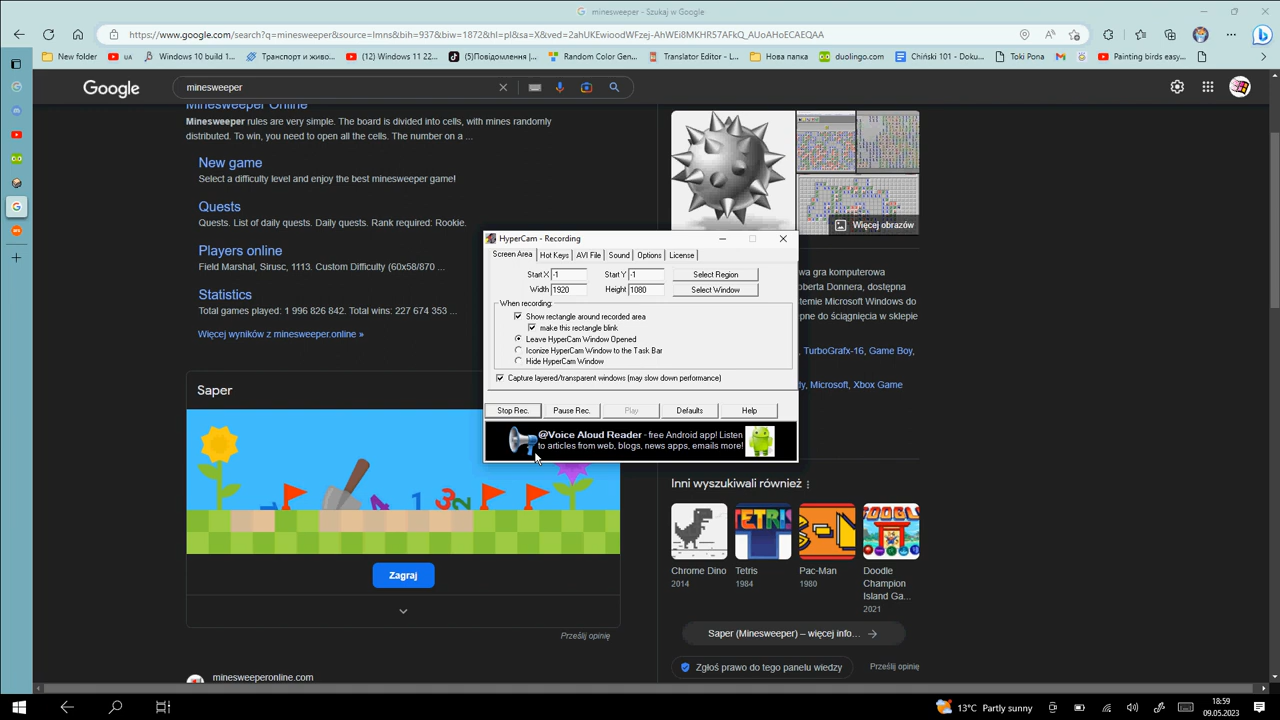 minesweeper - Szukaj w Google
https://www.google.com/search?q=minesweeper&source=lmns&bih=937&biw=1872&hl=pl&sa=X&ved=2ahUKEwioodWFzej-AhWEi8MKHRS7AFkQ_AUoAHoECAEQAA
New folder
ua
Windows 10 build 1...
Транспорт и живо...
(12) Windows 11 22...
(5)Повідомлення |...
Random Color Gen...
Translator Editor - L...
Нова папка
duolingo.com
Chiński 101 - Dokum...
Toki Pona
Painting birds easy...
Google
minesweeper
Minesweeper Online
Minesweeper rules are very simple. The board is divided into cells, with mines randomly
distributed. To win, you need to open all the cells. The number on a ...
New game
Select a difficulty level and enjoy the best minesweeper game!
Quests
Quests. List of daily quests. Daily quests. Rank required: Rookie.
Players online
Field Marshal, Sirusc, 1113. Custom Difficulty (60x58/870 ...
Statistics
Total games played: 1 996 826 842. Total wins: 227 674 353 ...
Więcej wyników z minesweeper.online »
Saper
1
3
2
Zagraj
Prześlij opinię
minesweeperonline.com
HyperCam - Recording
Screen Area
Hot Keys
AVI File
Sound
Options
License
Start X -1
Start Y -1
Select Region
Width 1920
Height 1080
Select Window
When recording:
Show rectangle around recorded area
make this rectangle blink
Leave HyperCam Window Opened
Iconize HyperCam Window to the Task Bar
Hide HyperCam Window
Capture layered/transparent windows (may slow down performance)
Stop Rec.
Pause Rec.
Play
Defaults
Help
@Voice Aloud Reader - free Android app! Listen
to articles from web, blogs, news apps, emails more!
Więcej obrazów
gra komputerowa
oberta Donnera, dostępna
temie Microsoft Windows do
do ściągnięcia w sklepie
TurboGrafx-16, Game Boy,
Microsoft, Xbox Game
Inni wyszukiwali również
TETRIS
Chrome Dino
2014
Tetris
1984
Pac-Man
1980
Doodle
Champion
Island Ga...
2021
Saper (Minesweeper) – więcej info...
Zgłoś prawo do tego panelu wiedzy
Prześlij opinię
13°C Partly sunny
18:59
09.05.2023